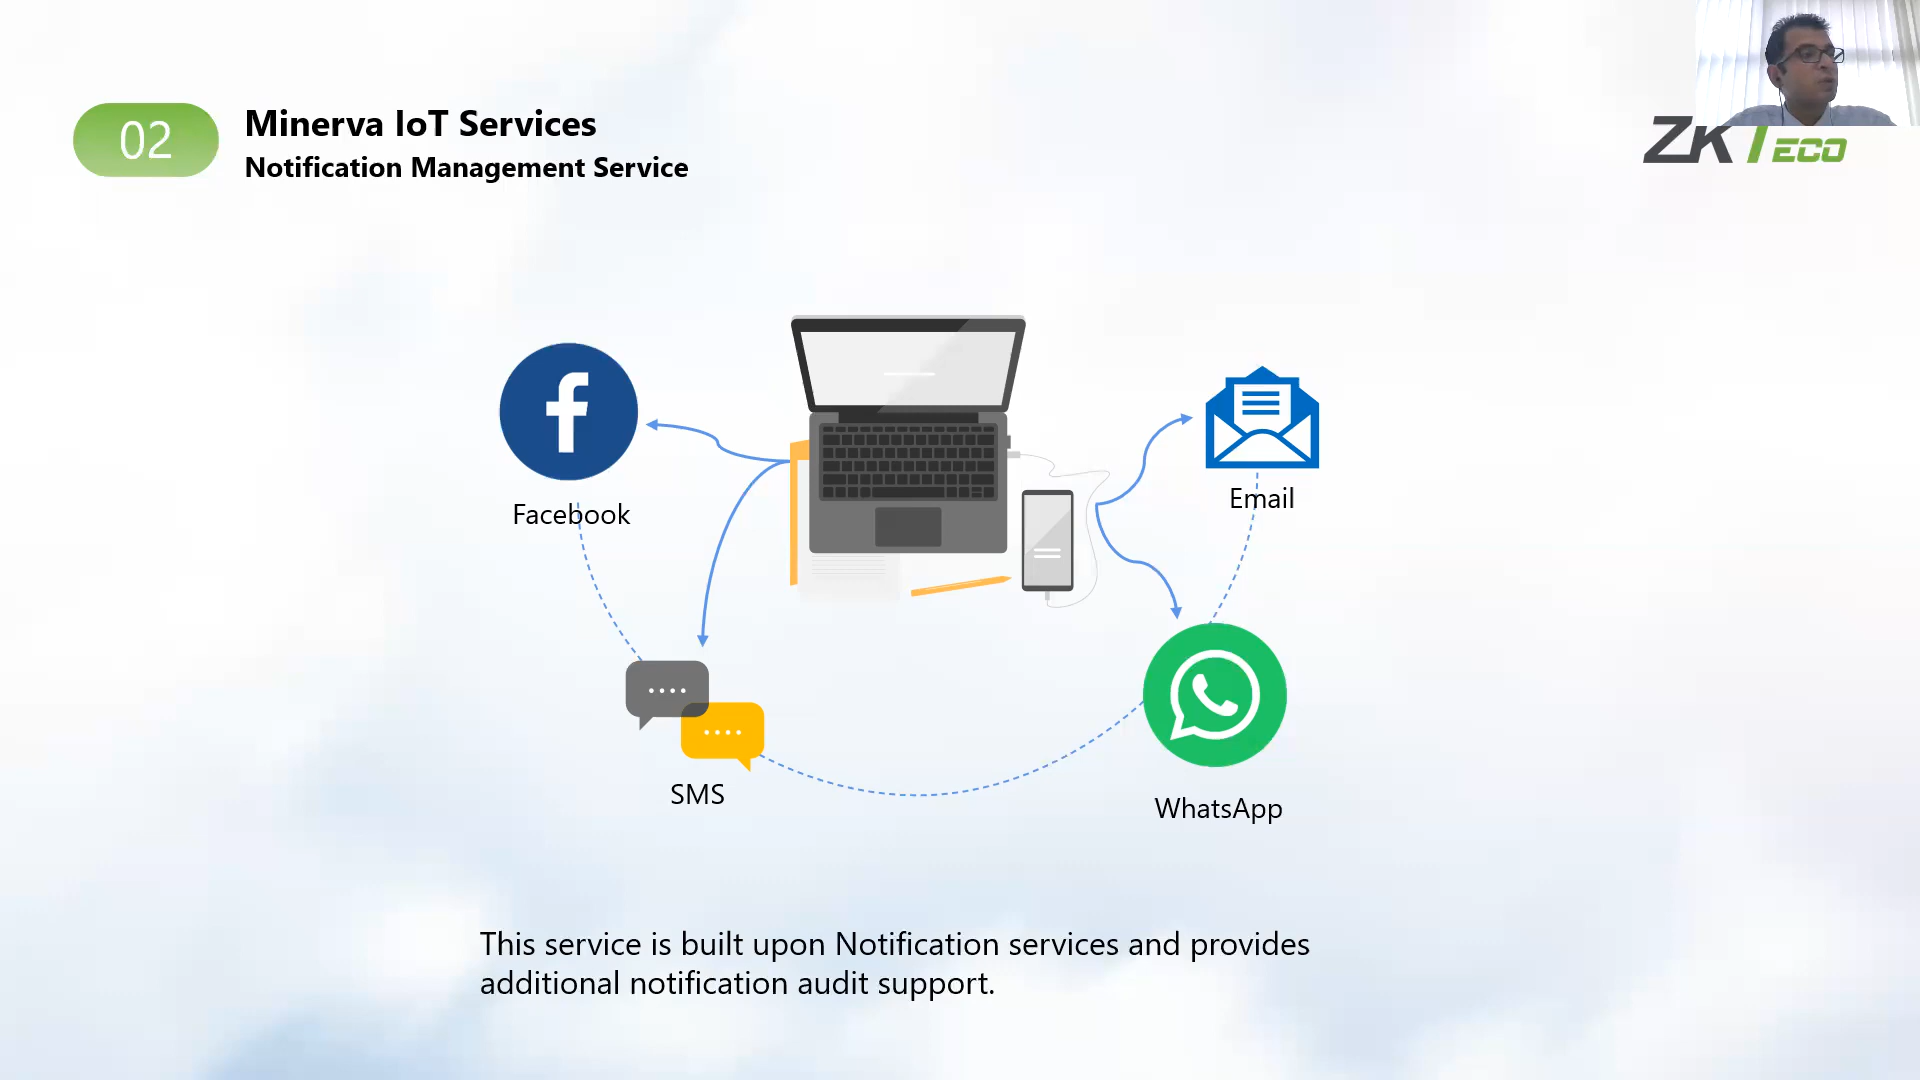 02
Minerva IoT Services
Notification Management Service
ZKTeco
Facebook
Email
SMS
WhatsApp
This service is built upon Notification services and provides
additional notification audit support.